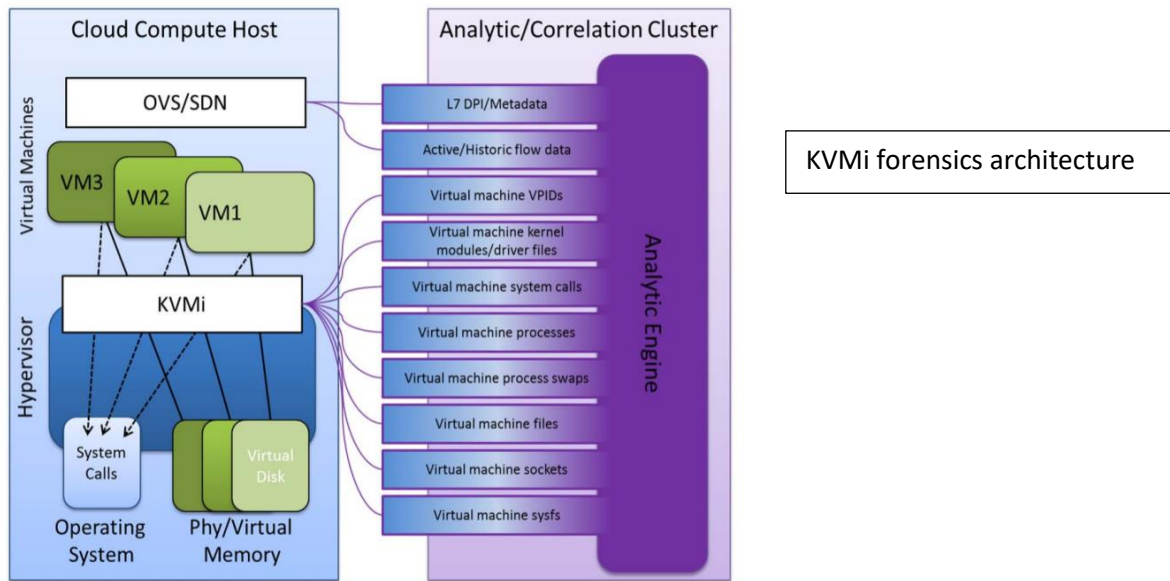 Cloud Compute Host
Virtual Machines
OVS/SDN
VM3
VM2
VM1
Hypervisor
KVMi
System
Calls
Virtual
Disk
Operating
System
Phy/Virtual
Memory
Analytic/Correlation Cluster
L7 DPI/Metadata
Active/Historic flow data
Virtual machine VPIDs
Virtual machine kernel
modules/driver files
Virtual machine system calls
Virtual machine processes
Virtual machine process swaps
Virtual machine files
Virtual machine sockets
Virtual machine sysfs
Analytic Engine
KVMi forensics architecture